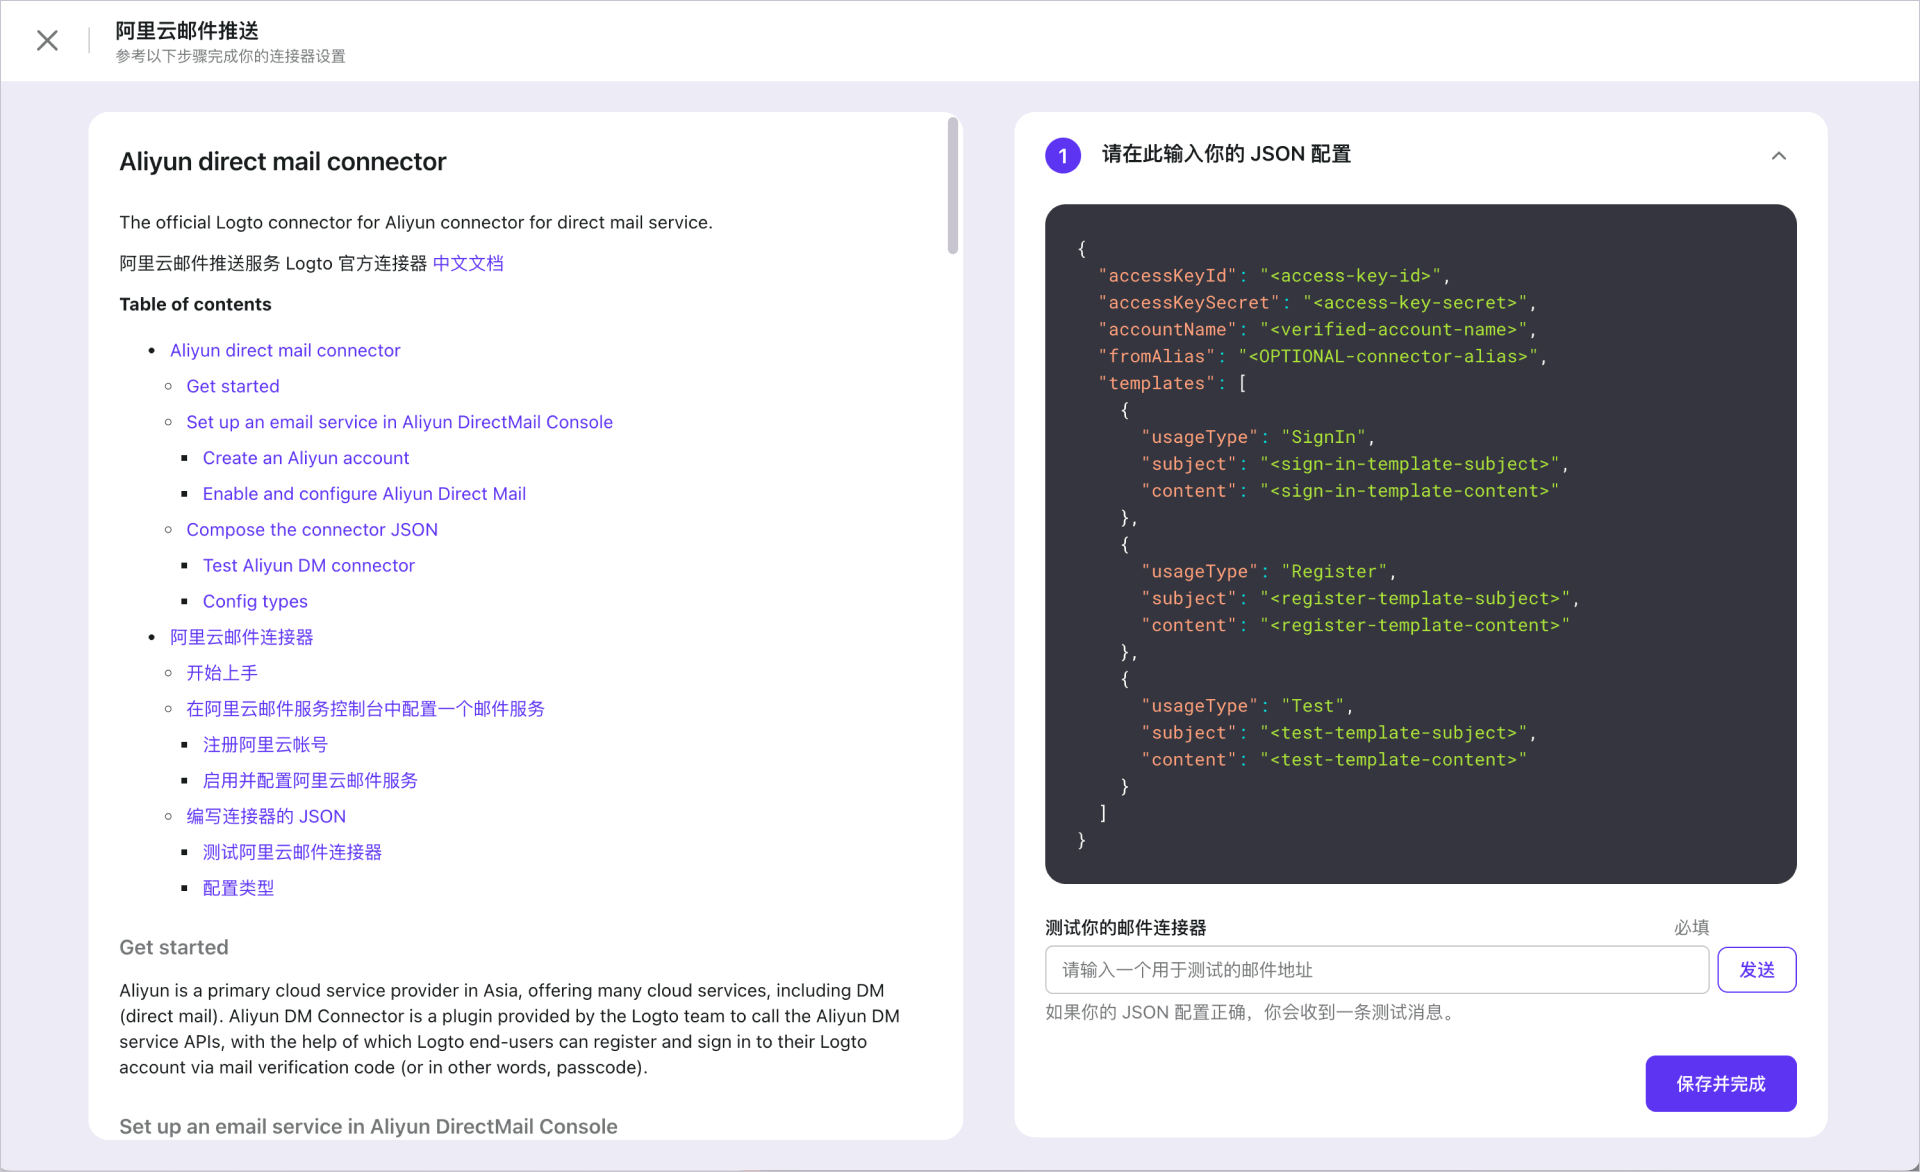 阿里云邮件推送
参考以下步骤完成你的连接器设置
Aliyun direct mail connector
The official Logto connector for Aliyun connector for direct mail service.
阿里云邮件推送服务 Logto 官方连接器 中文文档
Table of contents
Aliyun direct mail connector
Get started
Set up an email service in Aliyun DirectMail Console
Create an Aliyun account
Enable and configure Aliyun Direct Mail
Compose the connector JSON
Test Aliyun DM connector
Config types
阿里云邮件连接器
开始上手
在阿里云邮件服务控制台中配置一个邮件服务
注册阿里云帐号
启用并配置阿里云邮件服务
编写连接器的 JSON
测试阿里云邮件连接器
配置类型
Get started
Aliyun is a primary cloud service provider in Asia, offering many cloud services, including DM
(direct mail). Aliyun DM Connector is a plugin provided by the Logto team to call the Aliyun DM
service APIs, with the help of which Logto end-users can register and sign in to their Logto
account via mail verification code (or in other words, passcode).
Set up an email service in Aliyun DirectMail Console
1 请在此输入你的 JSON 配置
{
  "accessKeyId": "<access-key-id>",
  "accessKeySecret": "<access-key-secret>",
  "accountName": "<verified-account-name>",
  "fromAlias": "<OPTIONAL-connector-alias>",
  "templates": [
    {
      "usageType": "SignIn",
      "subject": "<sign-in-template-subject>",
      "content": "<sign-in-template-content>"
    },
    {
      "usageType": "Register",
      "subject": "<register-template-subject>",
      "content": "<register-template-content>"
    },
    {
      "usageType": "Test",
      "subject": "<test-template-subject>",
      "content": "<test-template-content>"
    }
  ]
}
测试你的邮件连接器 必填
请输入一个用于测试的邮件地址 发送
如果你的 JSON 配置正确，你会收到一条测试消息。
保存并完成